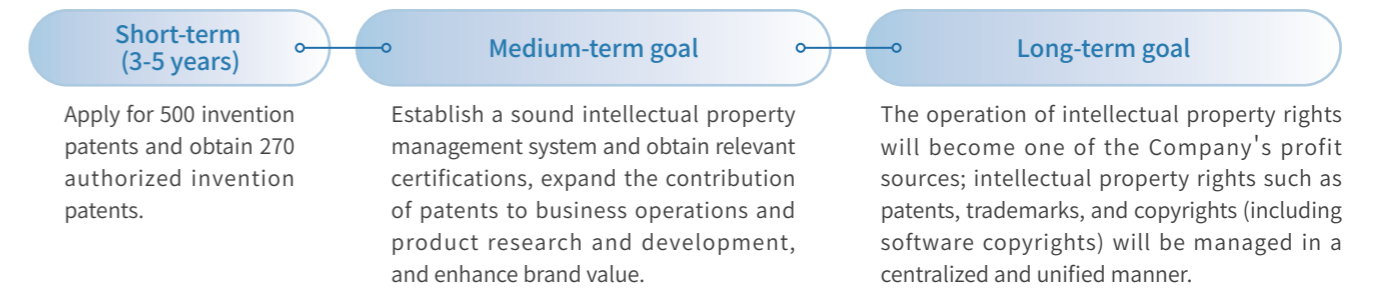 Short-term
(3-5 years)
Apply for 500 invention
patents and obtain 270
authorized invention
patents.
Medium-term goal
Establish a sound intellectual property
management system and obtain relevant
certifications, expand the contribution
of patents to business operations and
product research and development,
and enhance brand value.
Long-term goal
The operation of intellectual property rights
will become one of the Company's profit
sources; intellectual property rights such as
patents, trademarks, and copyrights (including
software copyrights) will be managed in a
centralized and unified manner.